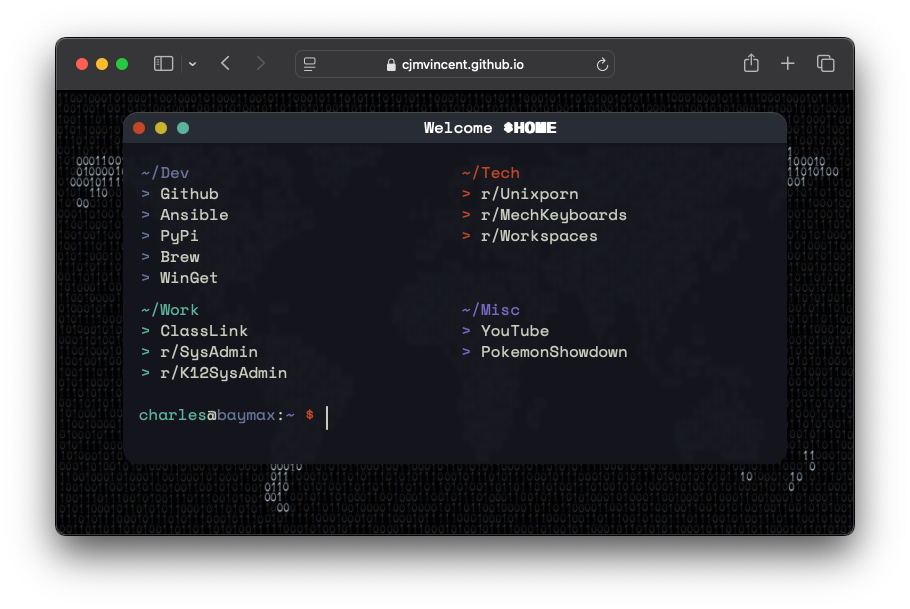 cjmvincent.github.io
Welcome $HOME
~/Dev
> Github
> Ansible
> PyPi
> Brew
> WinGet
~/Tech
> r/Unixporn
> r/MechKeyboards
> r/Workspaces
~/Work
> ClassLink
> r/SysAdmin
> r/K12SysAdmin
~/Misc
> YouTube
> PokemonShowdown
charles@baymax:~ $